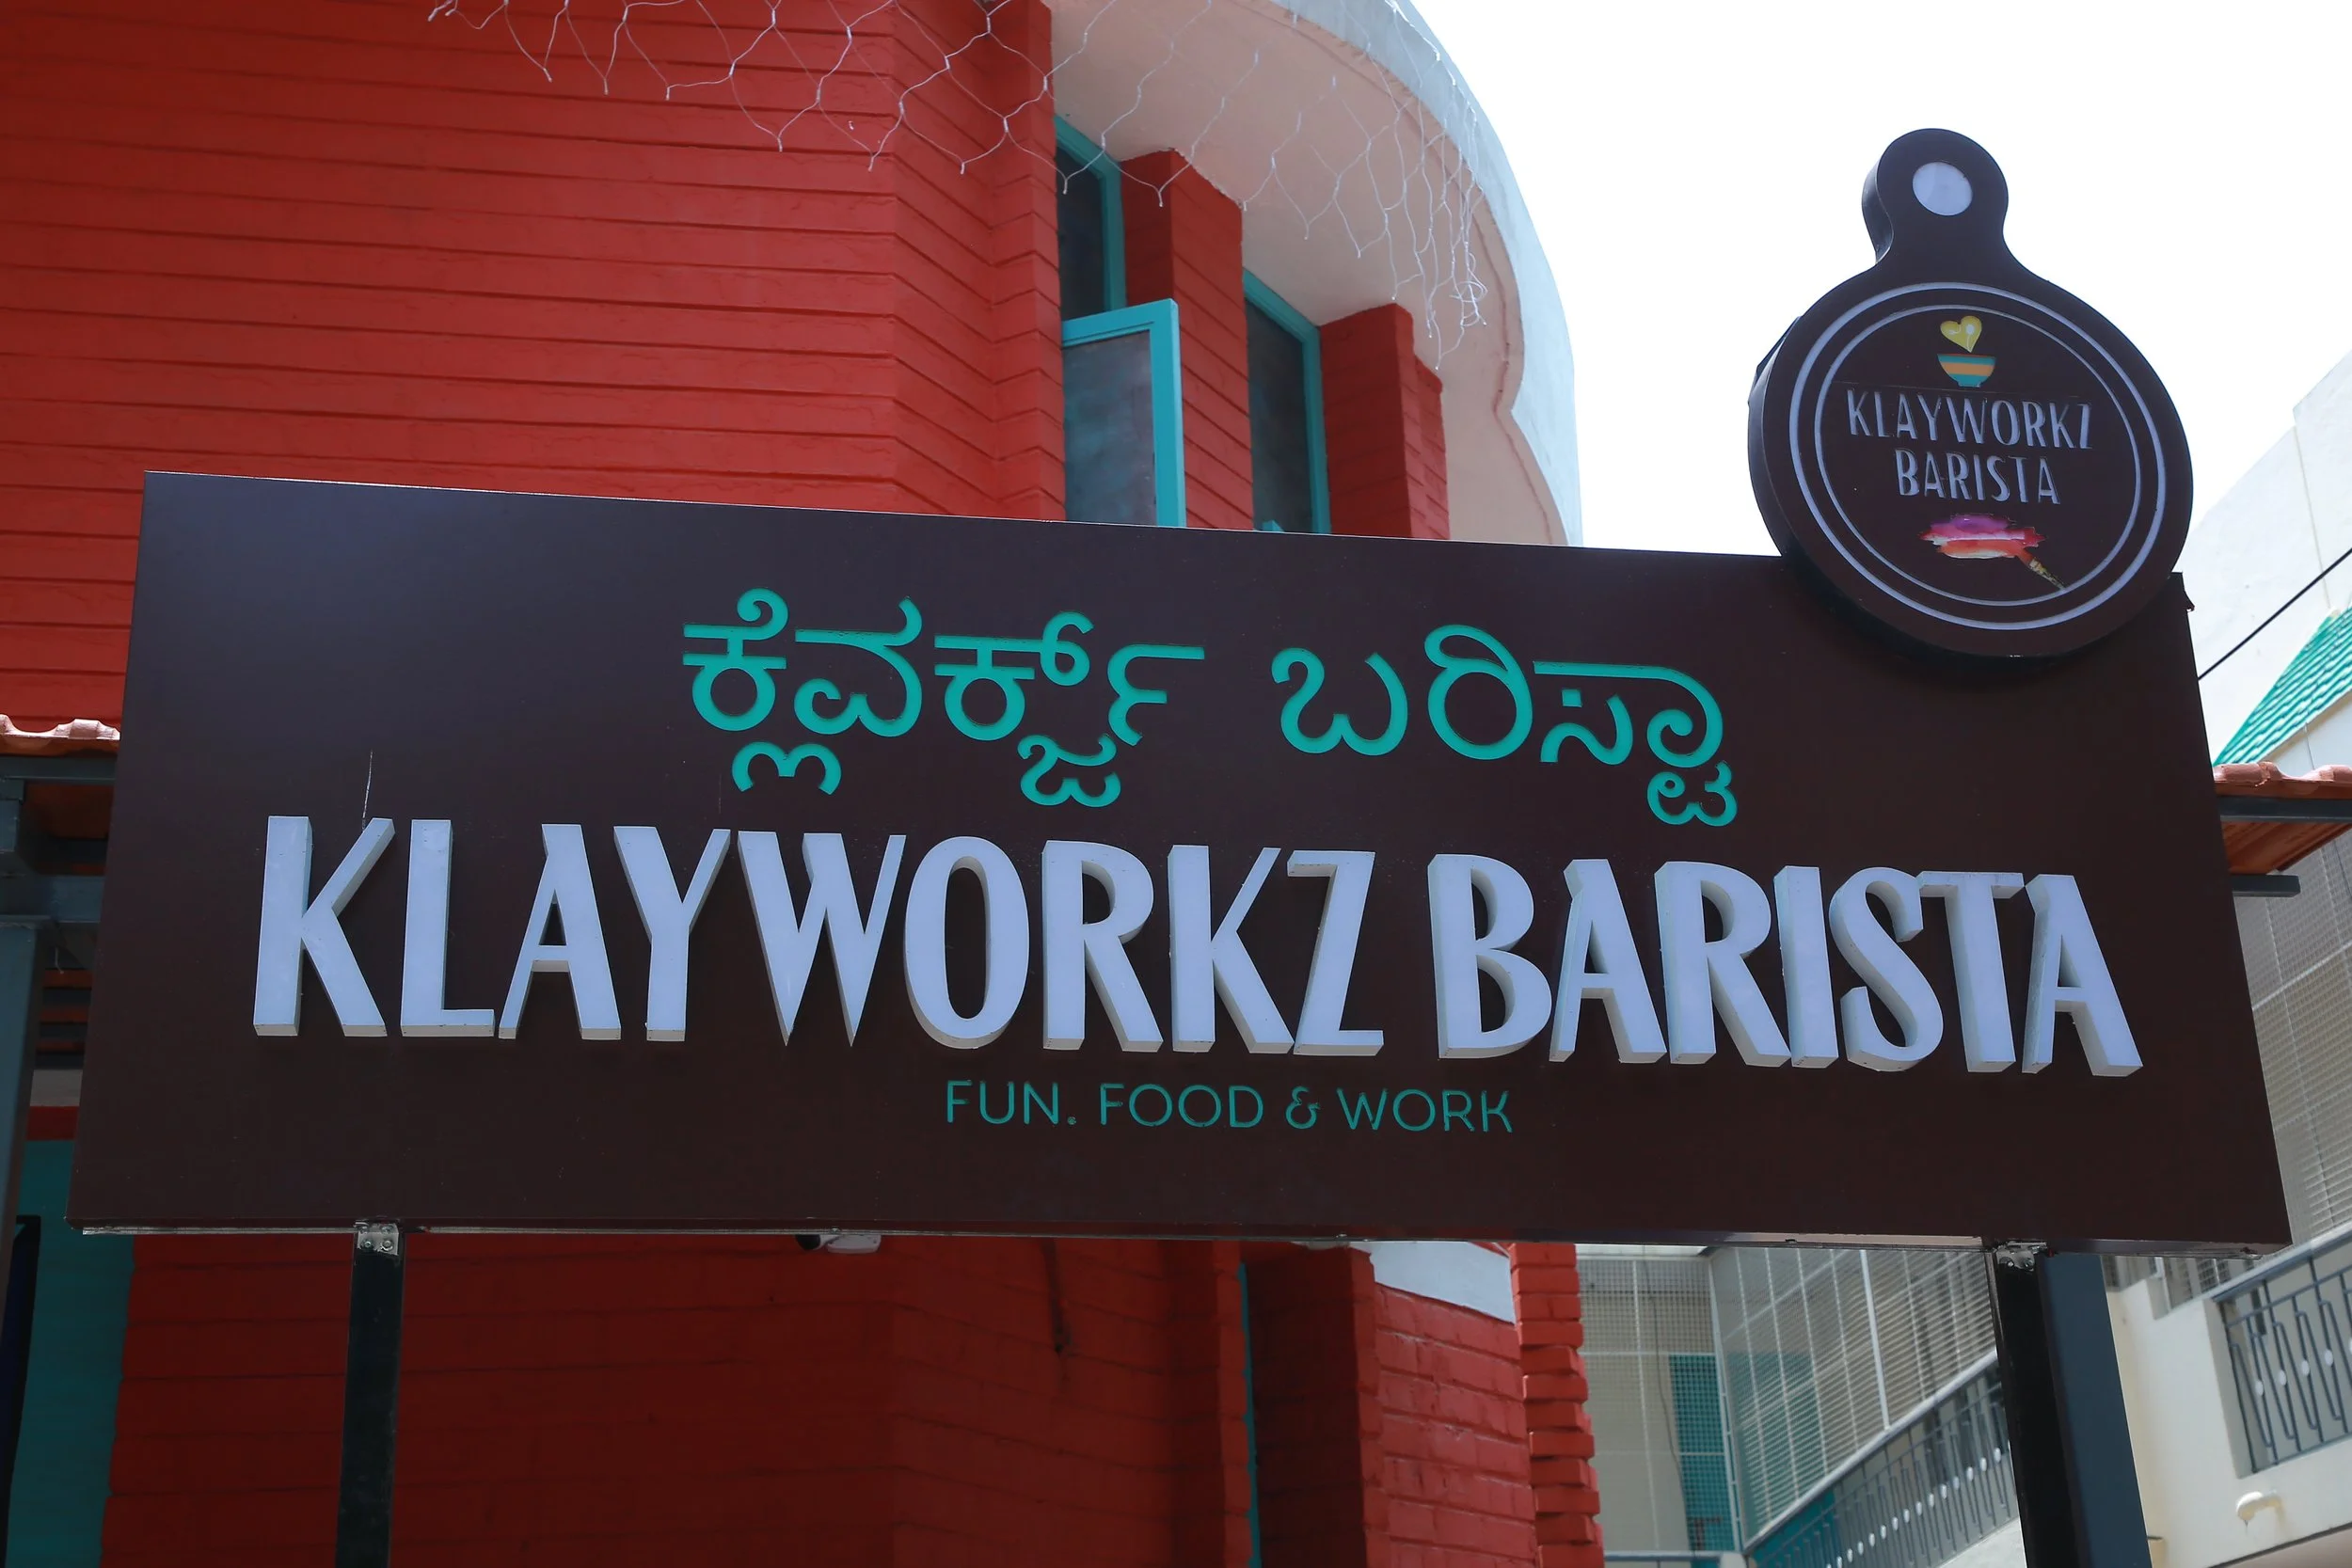 KLAYWORKZ
BARISTA
ಕ್ಲೆವರ್ಕ್ಜ್ ಬರಿಸ್ಟಾ
KLAYWORKZ BARISTA
FUN. FOOD & WORK